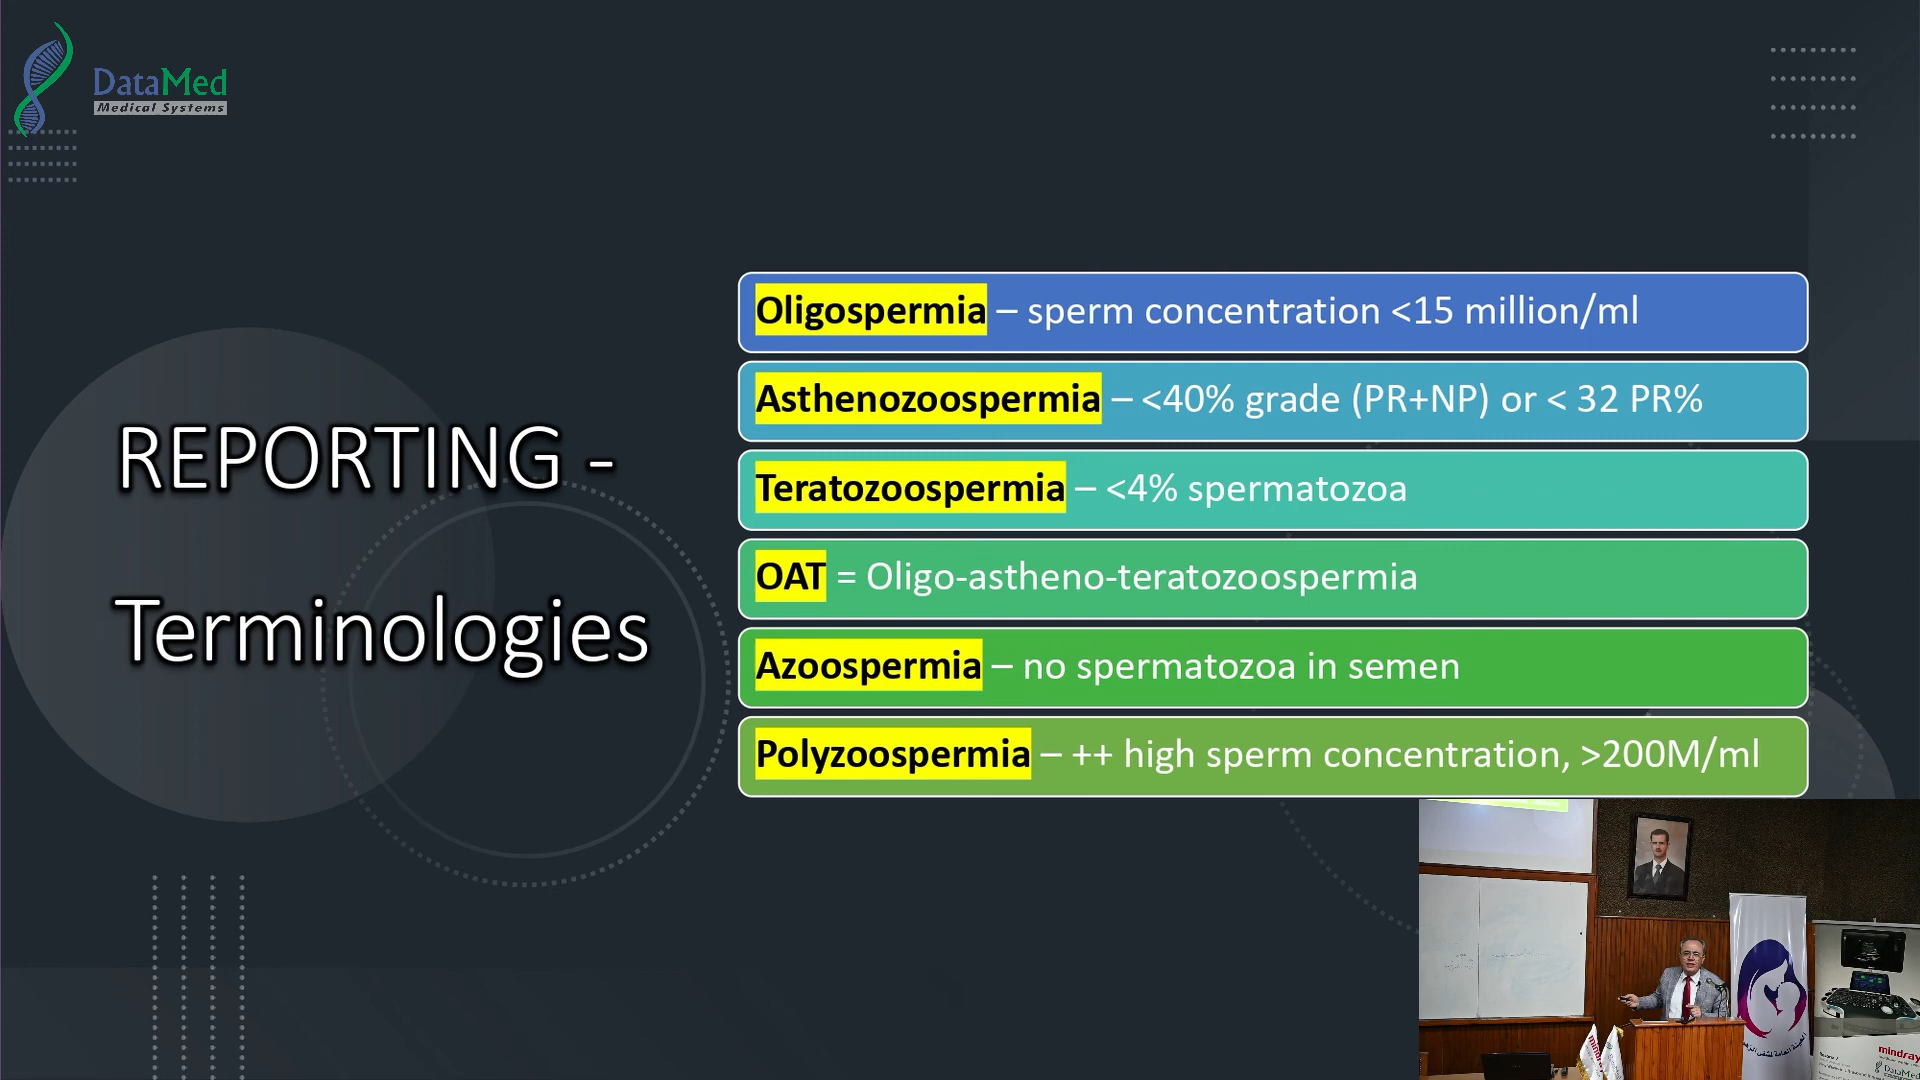 DataMed
Medical Systems
REPORTING -
Terminologies
Oligospermia – sperm concentration <15 million/ml
Asthenozoospermia – <40% grade (PR+NP) or < 32 PR%
Teratozoospermia – <4% spermatozoa
OAT = Oligo-astheno-teratozoospermia
Azoospermia – no spermatozoa in semen
Polyzoospermia – ++ high sperm concentration, >200M/ml
mindray
DataMed